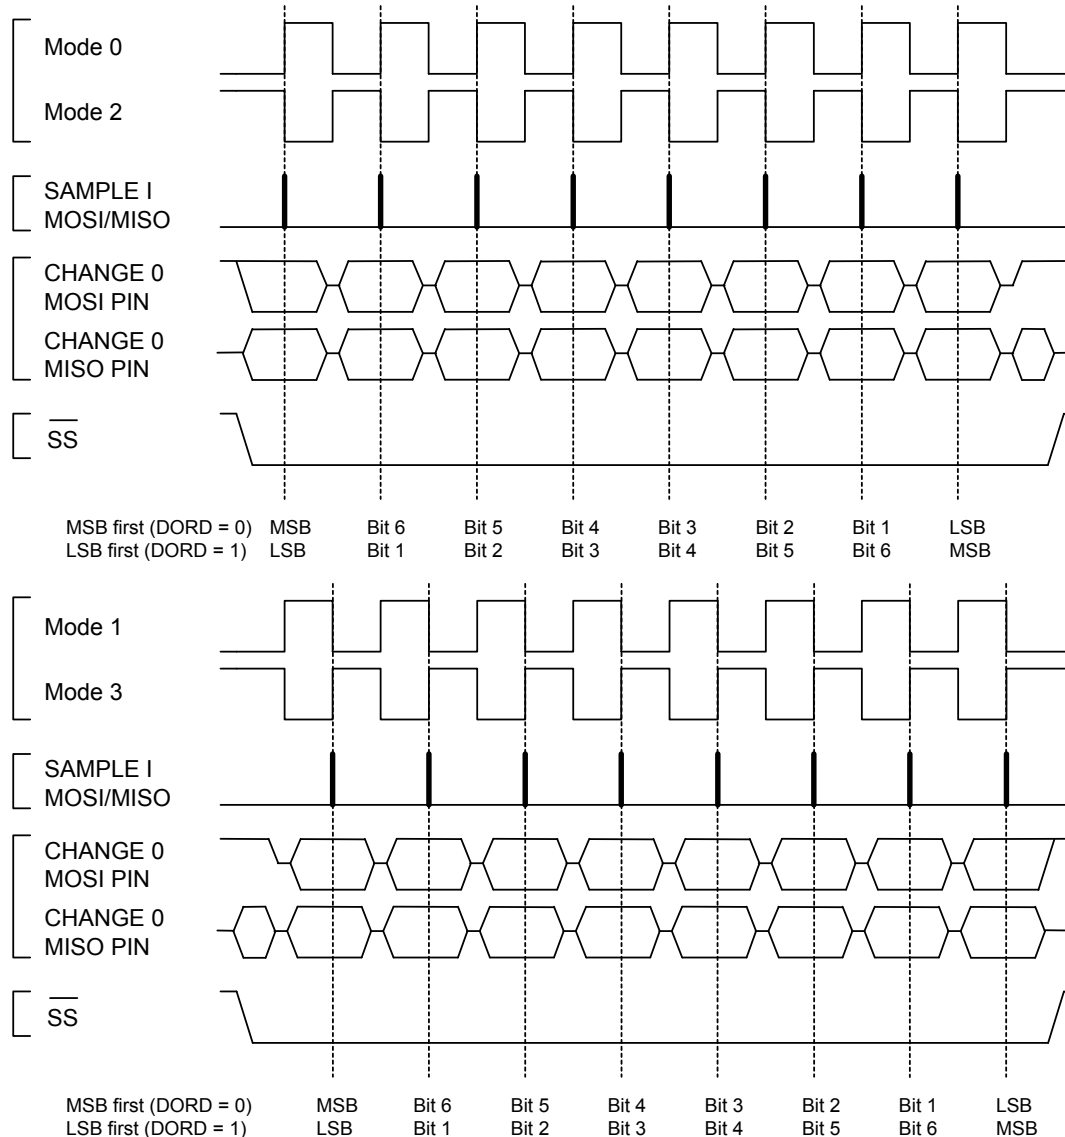 Mode 0
Mode 2
SAMPLE I
MOSI/MISO
CHANGE 0
MOSI PIN
CHANGE 0
MISO PIN
SS
MSB first (DORD = 0) MSB Bit 6 Bit 5 Bit 4 Bit 3 Bit 2 Bit 1 LSB
LSB first (DORD = 1) LSB Bit 1 Bit 2 Bit 3 Bit 4 Bit 5 Bit 6 MSB
Mode 1
Mode 3
SAMPLE I
MOSI/MISO
CHANGE 0
MOSI PIN
CHANGE 0
MISO PIN
SS
MSB first (DORD = 0) MSB Bit 6 Bit 5 Bit 4 Bit 3 Bit 2 Bit 1 LSB
LSB first (DORD = 1) LSB Bit 1 Bit 2 Bit 3 Bit 4 Bit 5 Bit 6 MSB